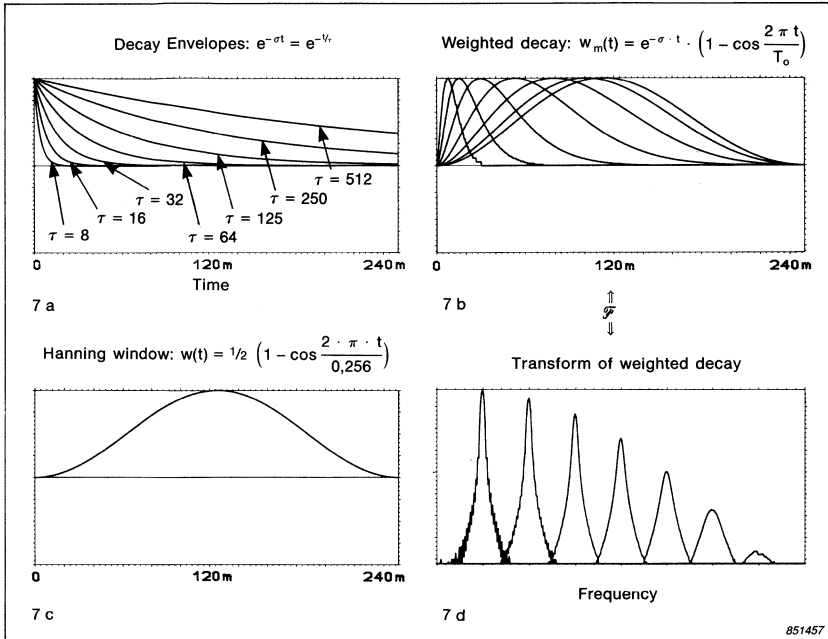 Decay Envelopes: e^-σt = e^-t/τ
τ = 512
τ = 250
τ = 32
τ = 125
τ = 16
τ = 64
τ = 8
0 120m 240m
Time
7 a
Weighted decay: w_m(t) = e^-σ · t · (1 – cos 2 π t / T_o)
0 120m 240m
7 b
⇑
ℱ
⇓
Hanning window: w(t) = 1/2 (1 – cos 2 · π · t / 0,256)
0 120m 240m
7 c
Transform of weighted decay
Frequency
7 d
851457